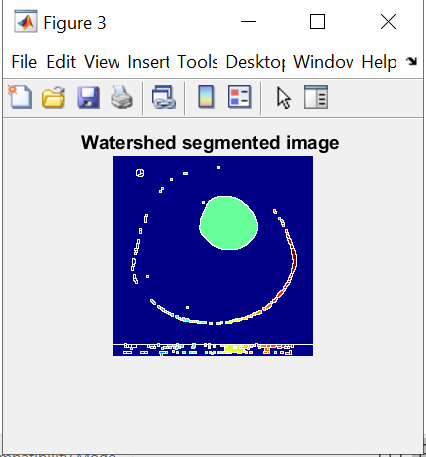 Figure 3
File Edit View Insert Tools Desktop Window Help
Watershed segmented image